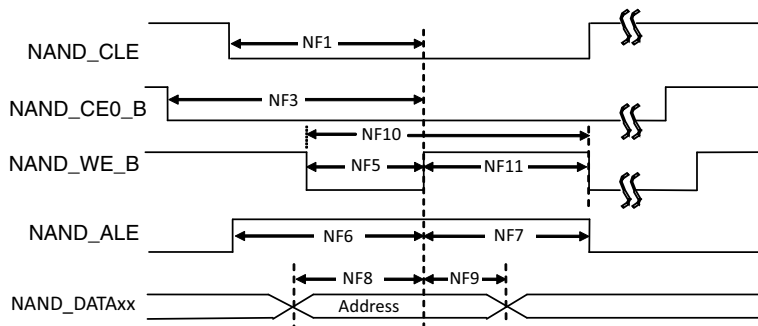 NAND_CLE
NF1
NAND_CE0_B
NF3
NF10
NAND_WE_B
NF5
NF11
NAND_ALE
NF6
NF7
NF8
NF9
NAND_DATAxx
Address